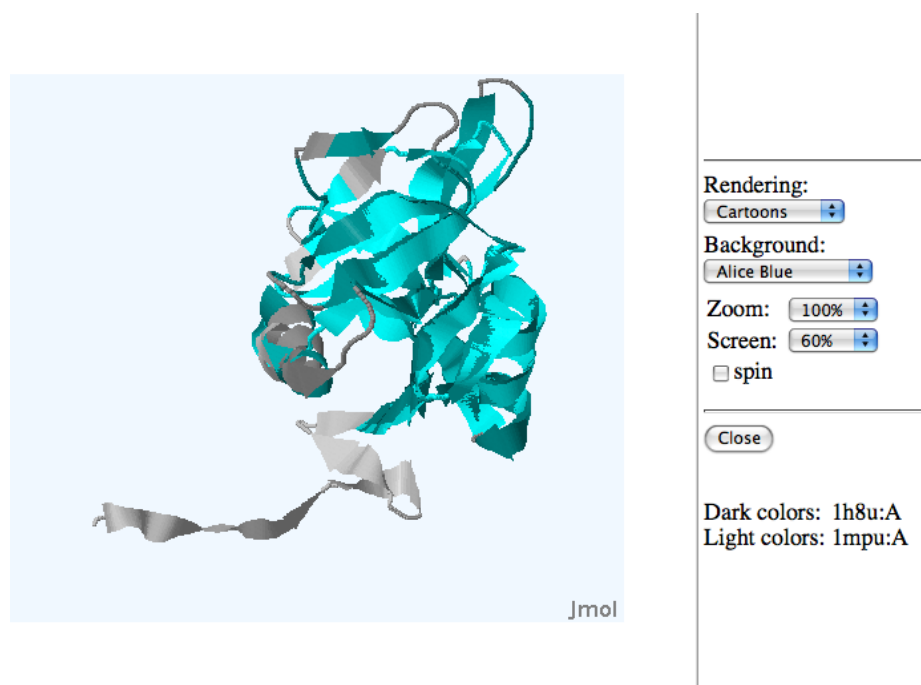 Rendering:
Cartoons
Background:
Alice Blue
Zoom: 100%
Screen: 60%
spin
Close
Dark colors: 1h8u:A
Light colors: 1mpu:A
Jmol